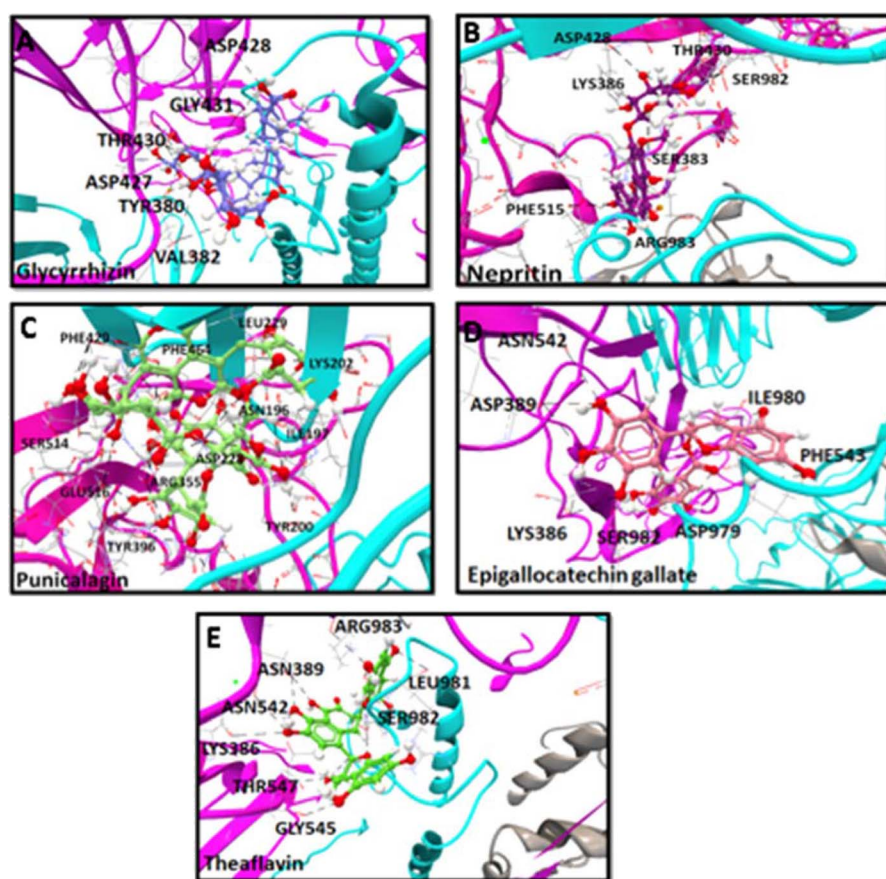 A
ASP428
GLY431
THR430
ASP427
TYR380
VAL382
Glycyrrhizin
B
ASP428
THR430
LYS386
SER982
SER383
PHE515
ARG983
Nepritin
C
LEU229
PHE429
PHE464
LYS202
ASN196
ILE197
SER514
ASP228
ARG355
GLU516
TYR200
TYR396
Punicalagin
D
ASN542
ASP389
ILE980
PHE543
LYS386
SER982
ASP979
Epigallocatechin gallate
E
ARG983
ASN389
LEU981
ASN542
SER982
LYS386
THR547
GLY545
Theaflavin